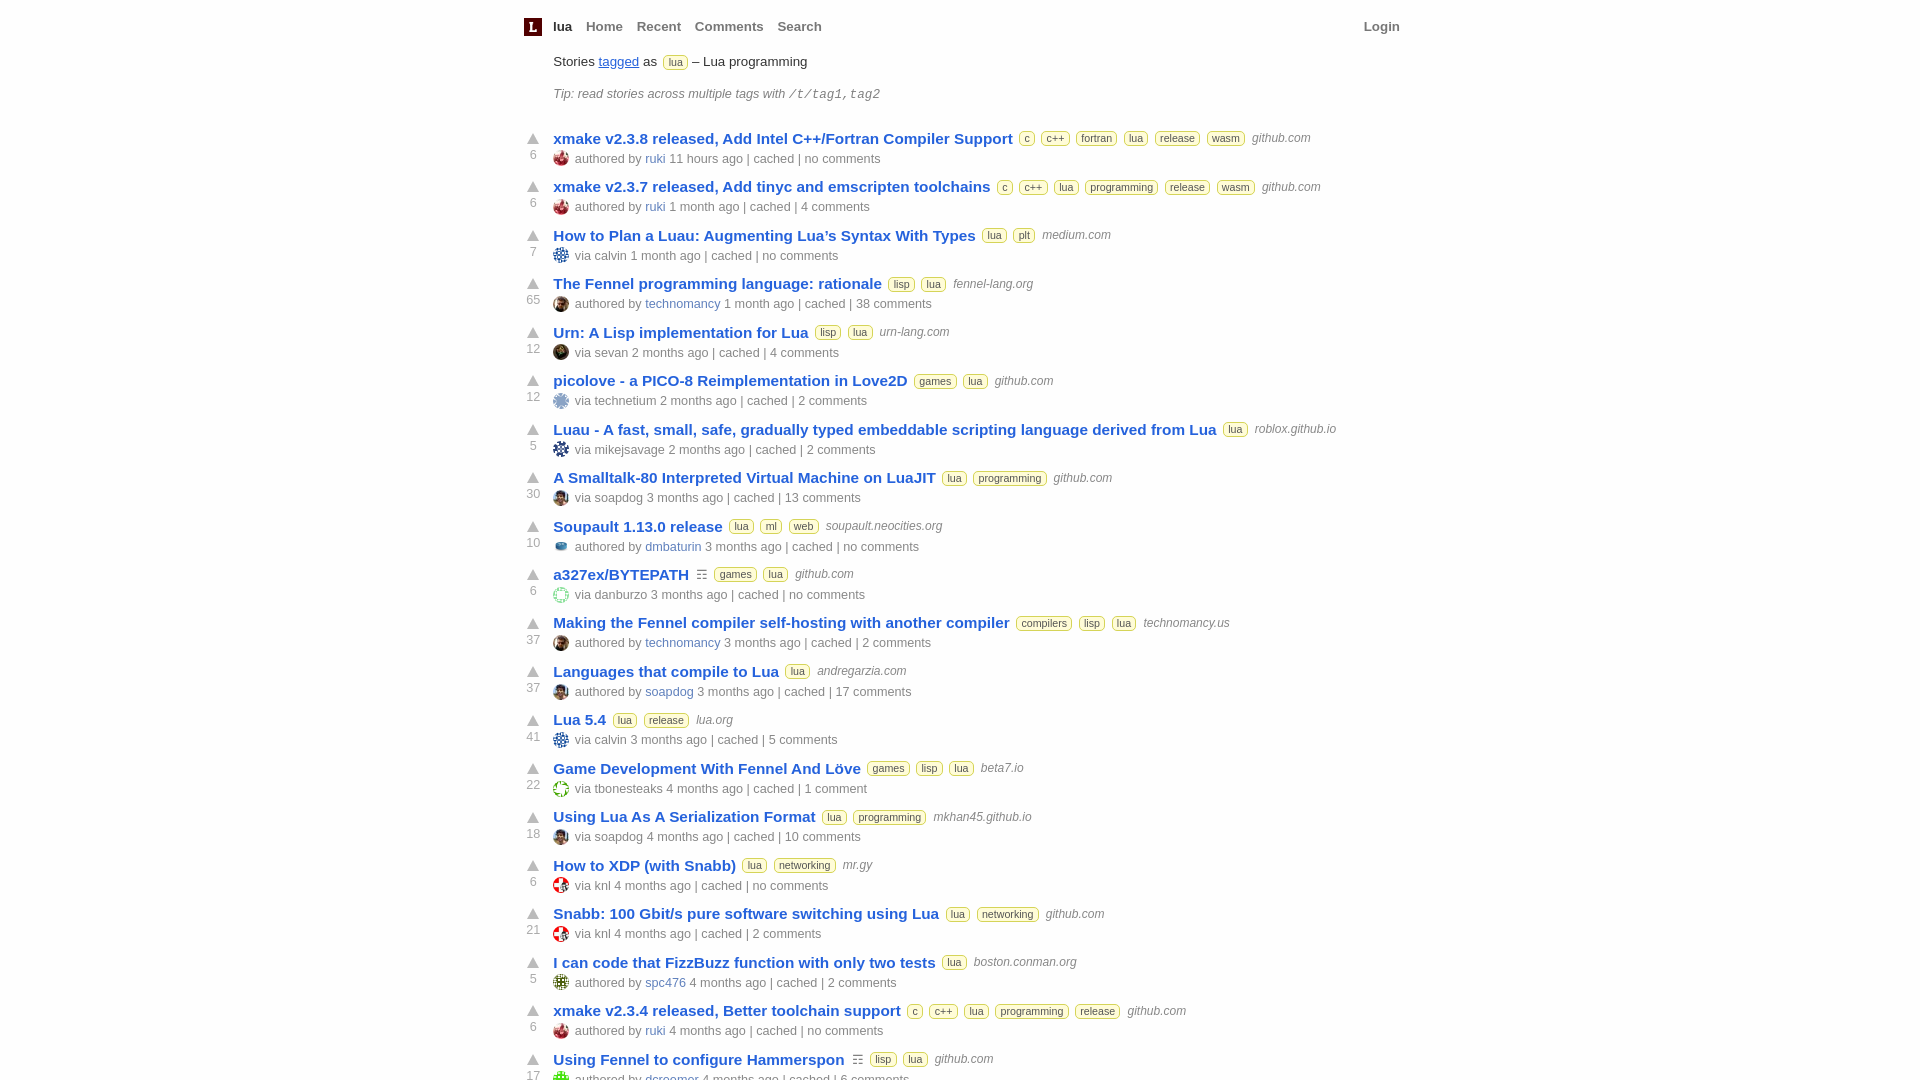 L lua Home Recent Comments Search Login
Stories tagged as lua – Lua programming
Tip: read stories across multiple tags with /t/tag1,tag2
xmake v2.3.8 released, Add Intel C++/Fortran Compiler Support c c++ fortran lua release wasm github.com
6 authored by ruki 11 hours ago | cached | no comments
xmake v2.3.7 released, Add tinyc and emscripten toolchains c c++ lua programming release wasm github.com
6 authored by ruki 1 month ago | cached | 4 comments
How to Plan a Luau: Augmenting Lua’s Syntax With Types lua plt medium.com
7 via calvin 1 month ago | cached | no comments
The Fennel programming language: rationale lisp lua fennel-lang.org
65 authored by technomancy 1 month ago | cached | 38 comments
Urn: A Lisp implementation for Lua lisp lua urn-lang.com
12 via sevan 2 months ago | cached | 4 comments
picolove - a PICO-8 Reimplementation in Love2D games lua github.com
12 via technetium 2 months ago | cached | 2 comments
Luau - A fast, small, safe, gradually typed embeddable scripting language derived from Lua lua roblox.github.io
5 via mikejsavage 2 months ago | cached | 2 comments
A Smalltalk-80 Interpreted Virtual Machine on LuaJIT lua programming github.com
30 via soapdog 3 months ago | cached | 13 comments
Soupault 1.13.0 release lua ml web soupault.neocities.org
10 authored by dmbaturin 3 months ago | cached | no comments
a327ex/BYTEPATH ☶ games lua github.com
6 via danburzo 3 months ago | cached | no comments
Making the Fennel compiler self-hosting with another compiler compilers lisp lua technomancy.us
37 authored by technomancy 3 months ago | cached | 2 comments
Languages that compile to Lua lua andregarzia.com
37 authored by soapdog 3 months ago | cached | 17 comments
Lua 5.4 lua release lua.org
41 via calvin 3 months ago | cached | 5 comments
Game Development With Fennel And Löve games lisp lua beta7.io
22 via tbonesteaks 4 months ago | cached | 1 comment
Using Lua As A Serialization Format lua programming mkhan45.github.io
18 via soapdog 4 months ago | cached | 10 comments
How to XDP (with Snabb) lua networking mr.gy
6 via knl 4 months ago | cached | no comments
Snabb: 100 Gbit/s pure software switching using Lua lua networking github.com
21 via knl 4 months ago | cached | 2 comments
I can code that FizzBuzz function with only two tests lua boston.conman.org
5 authored by spc476 4 months ago | cached | 2 comments
xmake v2.3.4 released, Better toolchain support c c++ lua programming release github.com
6 authored by ruki 4 months ago | cached | no comments
Using Fennel to configure Hammerspon ☶ lisp lua github.com
17 authored by dcreemer 4 months ago | cached | 6 comments